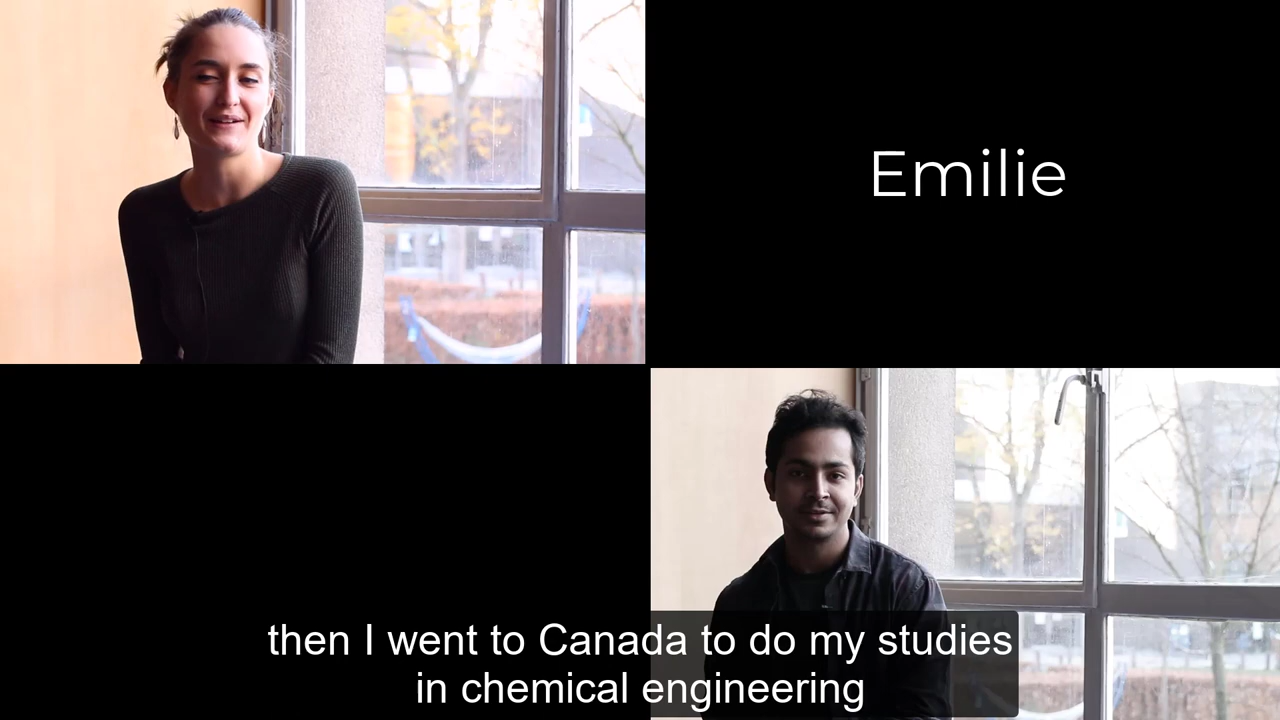 Emilie
then I went to Canada to do my studies
in chemical engineering